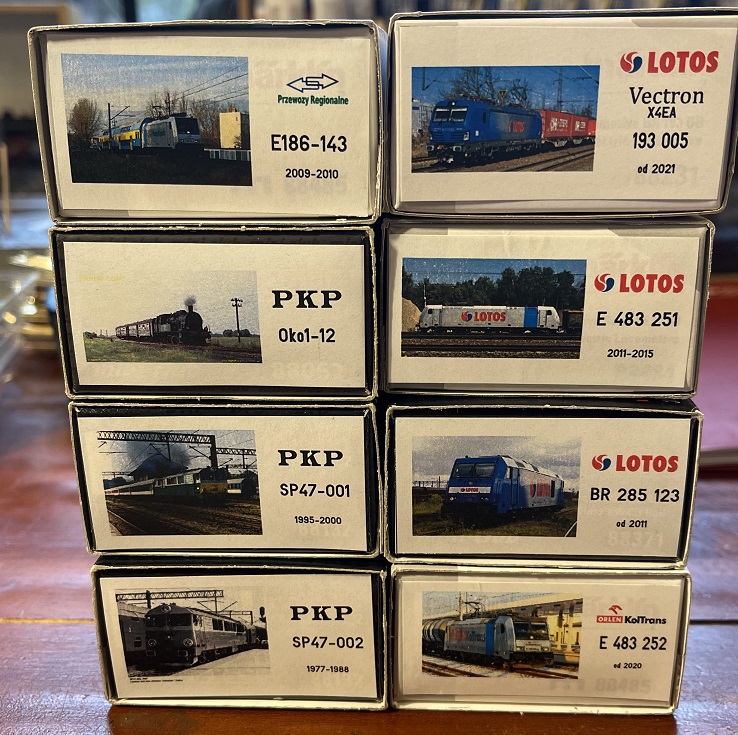 Przewozy Regionalne
E186-143
2009-2010
PKP
Oko1-12
PKP
SP47-001
1995-2000
PKP
SP47-002
1977-1988
LOTOS
Vectron
X4EA
193 005
od 2021
LOTOS
LOTOS
E 483 251
2011-2015
LOTOS
LOTOS
BR 285 123
od 2011
ORLEN KolTrans
E 483 252
od 2020